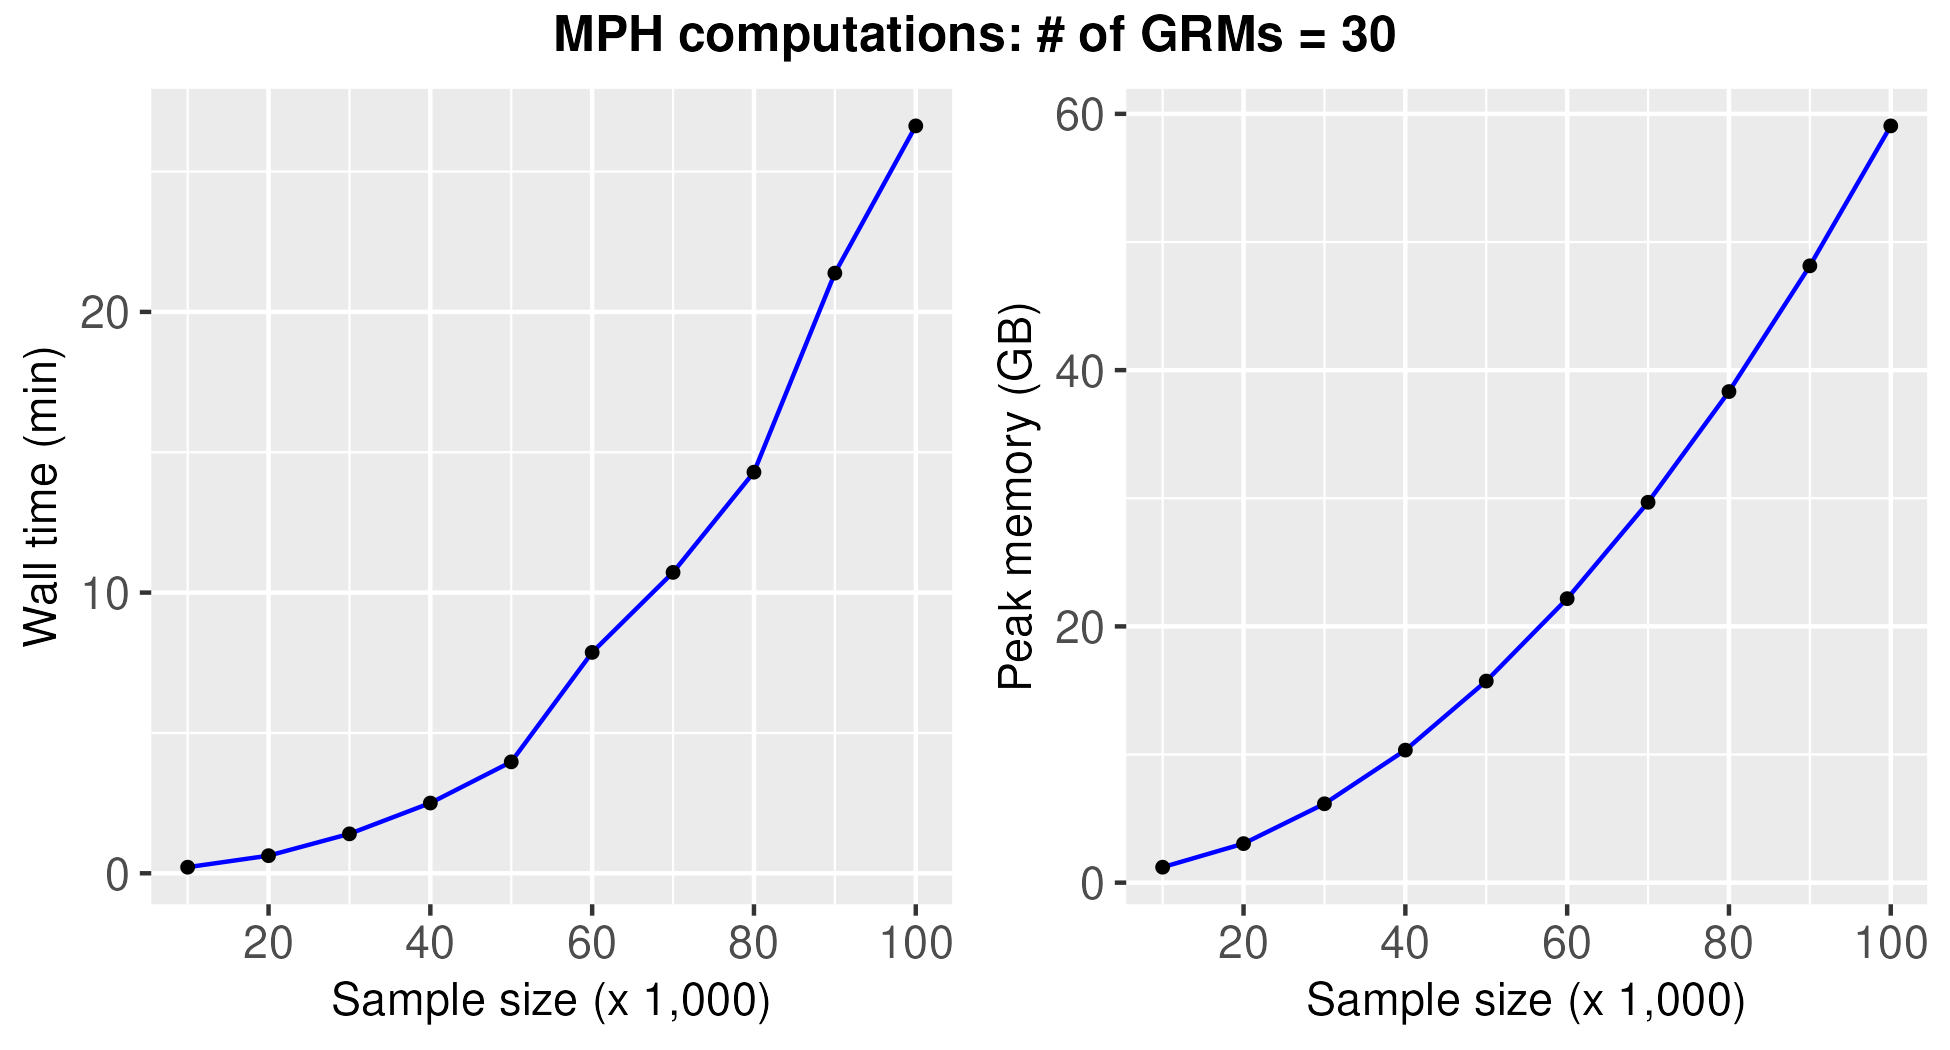 MPH computations: # of GRMs = 30
Wall time (min)
20
10
0
20 40 60 80 100
Sample size (x 1,000)
Peak memory (GB)
60
40
20
0
20 40 60 80 100
Sample size (x 1,000)